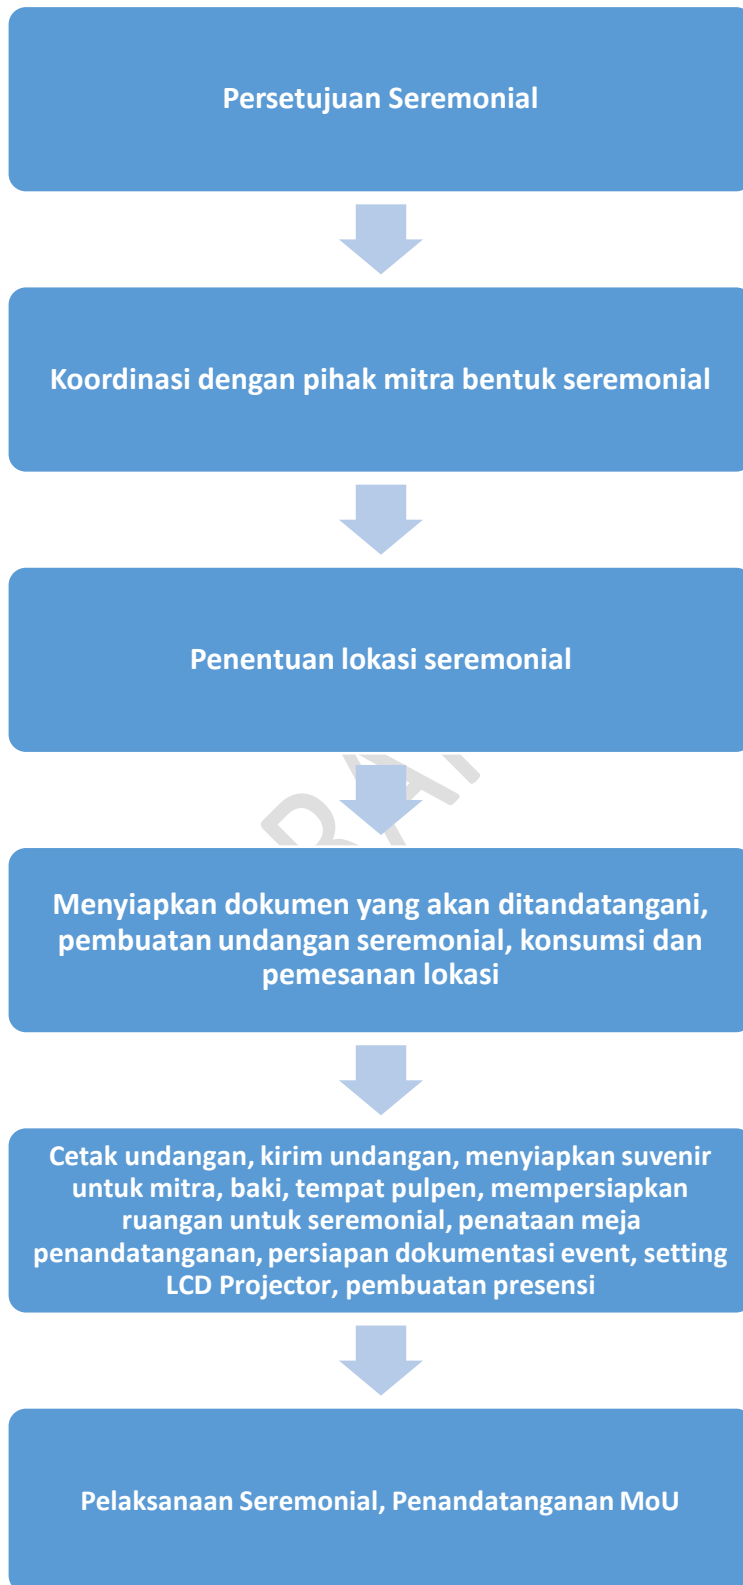 Persetujuan Seremonial
Koordinasi dengan pihak mitra bentuk seremonial
Penentuan lokasi seremonial
Menyiapkan dokumen yang akan ditandatangani,
pembuatan undangan seremonial, konsumsi dan
pemesanan lokasi
Cetak undangan, kirim undangan, menyiapkan suvenir
untuk mitra, baki, tempat pulpen, mempersiapkan
ruangan untuk seremonial, penataan meja
penandatanganan, persiapan dokumentasi event, setting
LCD Projector, pembuatan presensi
Pelaksanaan Seremonial, Penandatanganan MoU